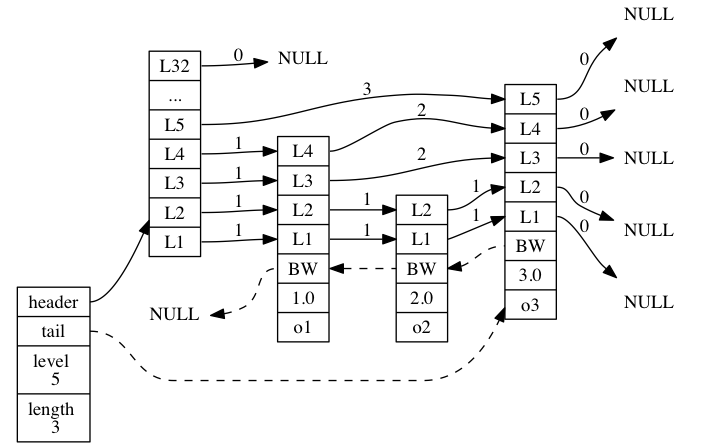 NULL
L32
0
NULL
0
...
3
L5
NULL
L5
2
0
L4
L4
1
L4
0
NULL
L3
1
L3
2
L3
L2
1
L2
1
L2
1
L2
0
L1
1
L1
1
L1
1
L1
0
NULL
BW
BW
BW
header
NULL
1.0
2.0
3.0
NULL
tail
o1
o2
o3
level
5
length
3